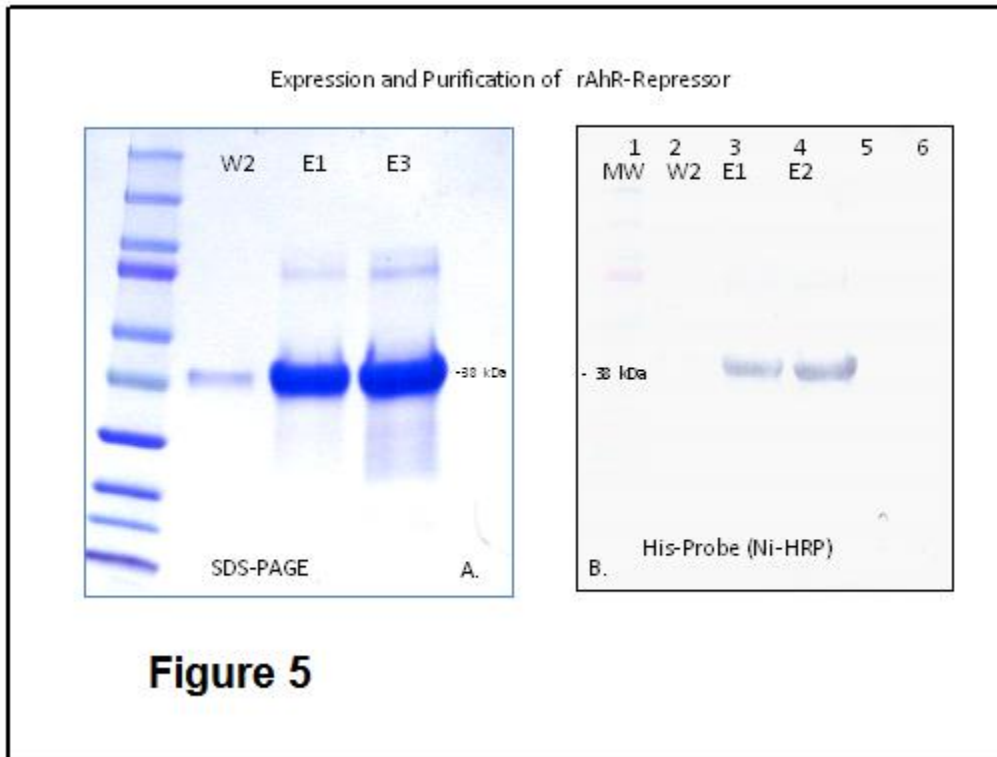 Expression and Purification of rAhR-Repressor
W2 E1 E3
-38 kDa
SDS-PAGE A.
1 2 3 4 5 6
MW W2 E1 E2
- 38 kDa
His-Probe (Ni-HRP)
B.
Figure 5